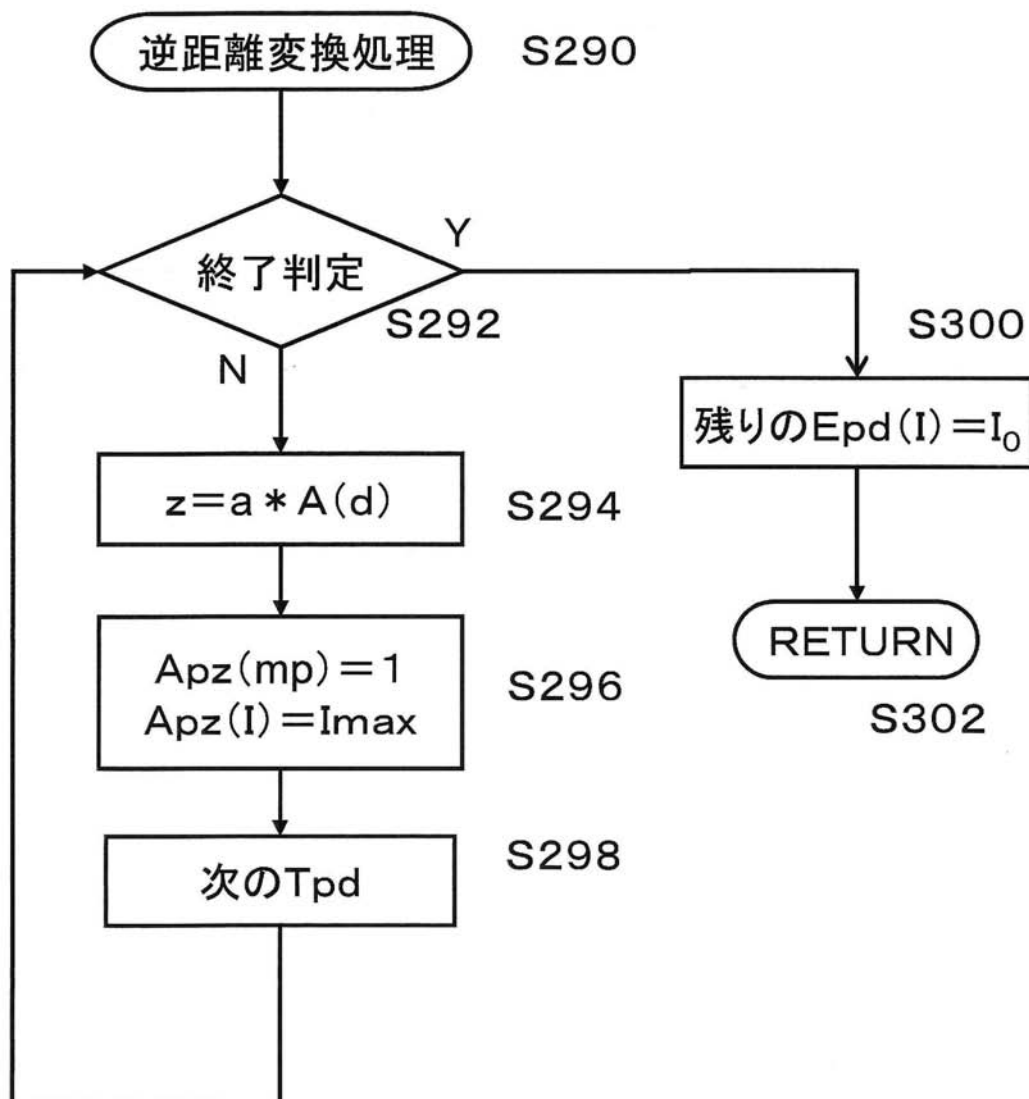 逆距離変換処理 S290
終了判定
Y
S292
N
S300
残りのEpd(I)=I₀
z=a*A(d)
S294
RETURN
S302
Apz(mp)=1
Apz(I)=Imax
S296
次のTpd
S298